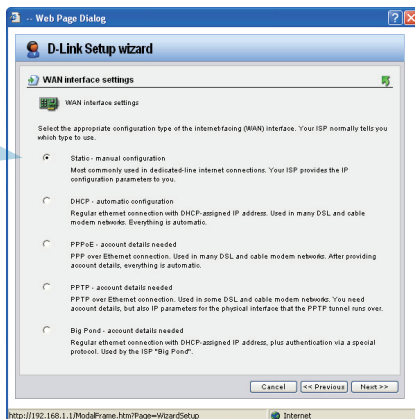 -- Web Page Dialog
D-Link Setup wizard
WAN interface settings
WAN interface settings
Select the appropriate configuration type of the internet-facing (WAN) interface. Your ISP normally tells you
which type to use.
Static - manual configuration
Most commonly used in dedicated-line internet connections. Your ISP provides the IP
configuration parameters to you.
DHCP - automatic configuration
Regular ethernet connection with DHCP-assigned IP address. Used in many DSL and cable
modem networks. Everything is automatic.
PPPoE - account details needed
PPP over Ethernet connection. Used in many DSL and cable modem networks. After providing
account details, everything is automatic.
PPTP - account details needed
PPTP over Ethernet connection. Used in some DSL and cable modem networks. You need
account details, but also IP parameters for the physical interface that the PPTP tunnel runs over.
Big Pond - account details needed
Regular ethernet connection with DHCP-assigned IP address, plus authentication via a special
protocol. Used by the ISP "Big Pond".
Cancel << Previous Next >>
http://192.168.1.1/ModalFrame.htm?Page=WizardSetup Internet